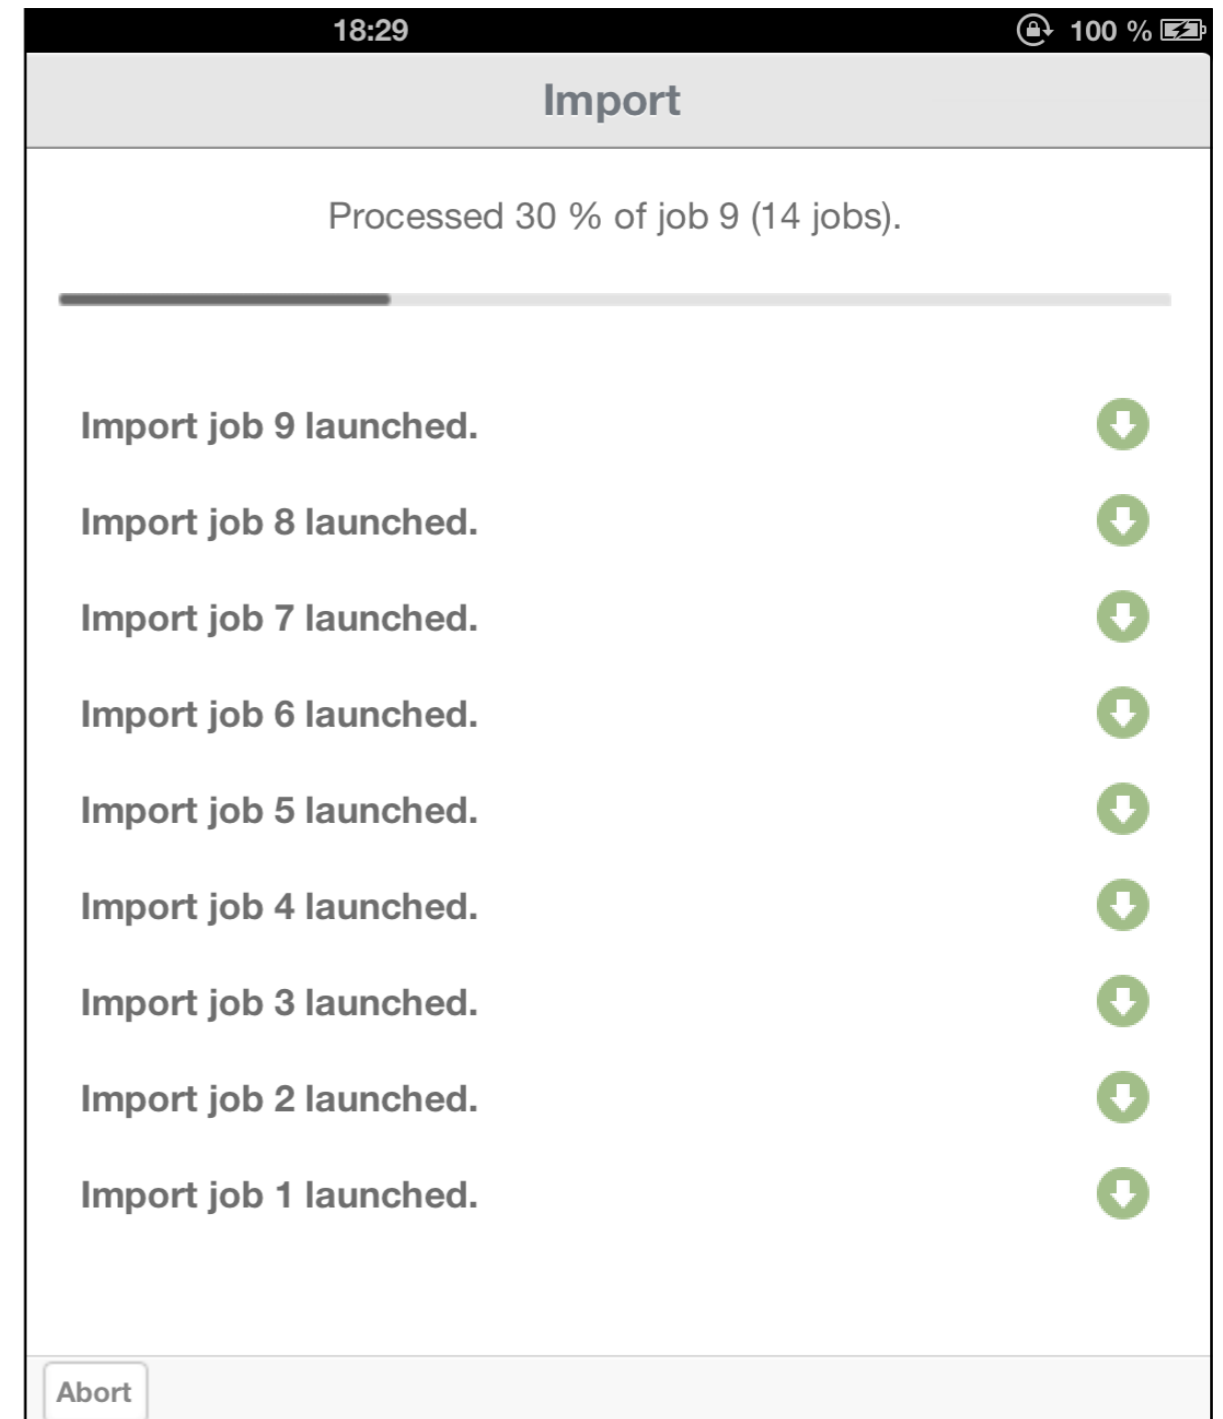 18:29 100 %
Import
Processed 30 % of job 9 (14 jobs).
Import job 9 launched.
Import job 8 launched.
Import job 7 launched.
Import job 6 launched.
Import job 5 launched.
Import job 4 launched.
Import job 3 launched.
Import job 2 launched.
Import job 1 launched.
Abort